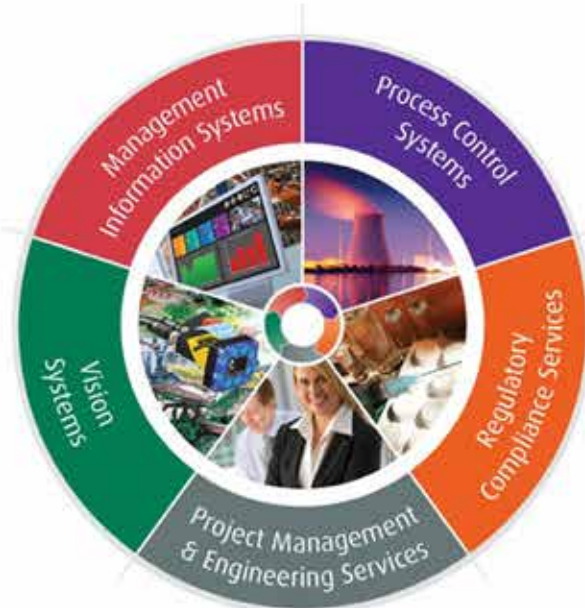 Management
Information Systems
Process Control
Systems
Regulatory
Compliance Services
Project Management
& Engineering Services
Vision
Systems